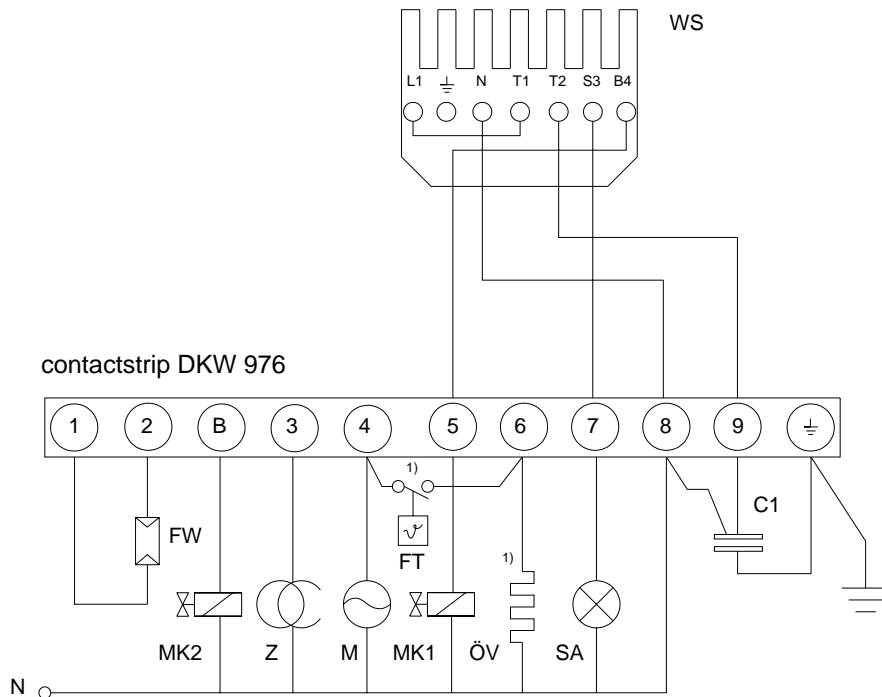 WS
L1 N T1 T2 S3 B4
contactstrip DKW 976
1 2 B 3 4 5 6 7 8 9
1)
C1
FW
FT
1)
MK2 Z M MK1 ÖV SA
N